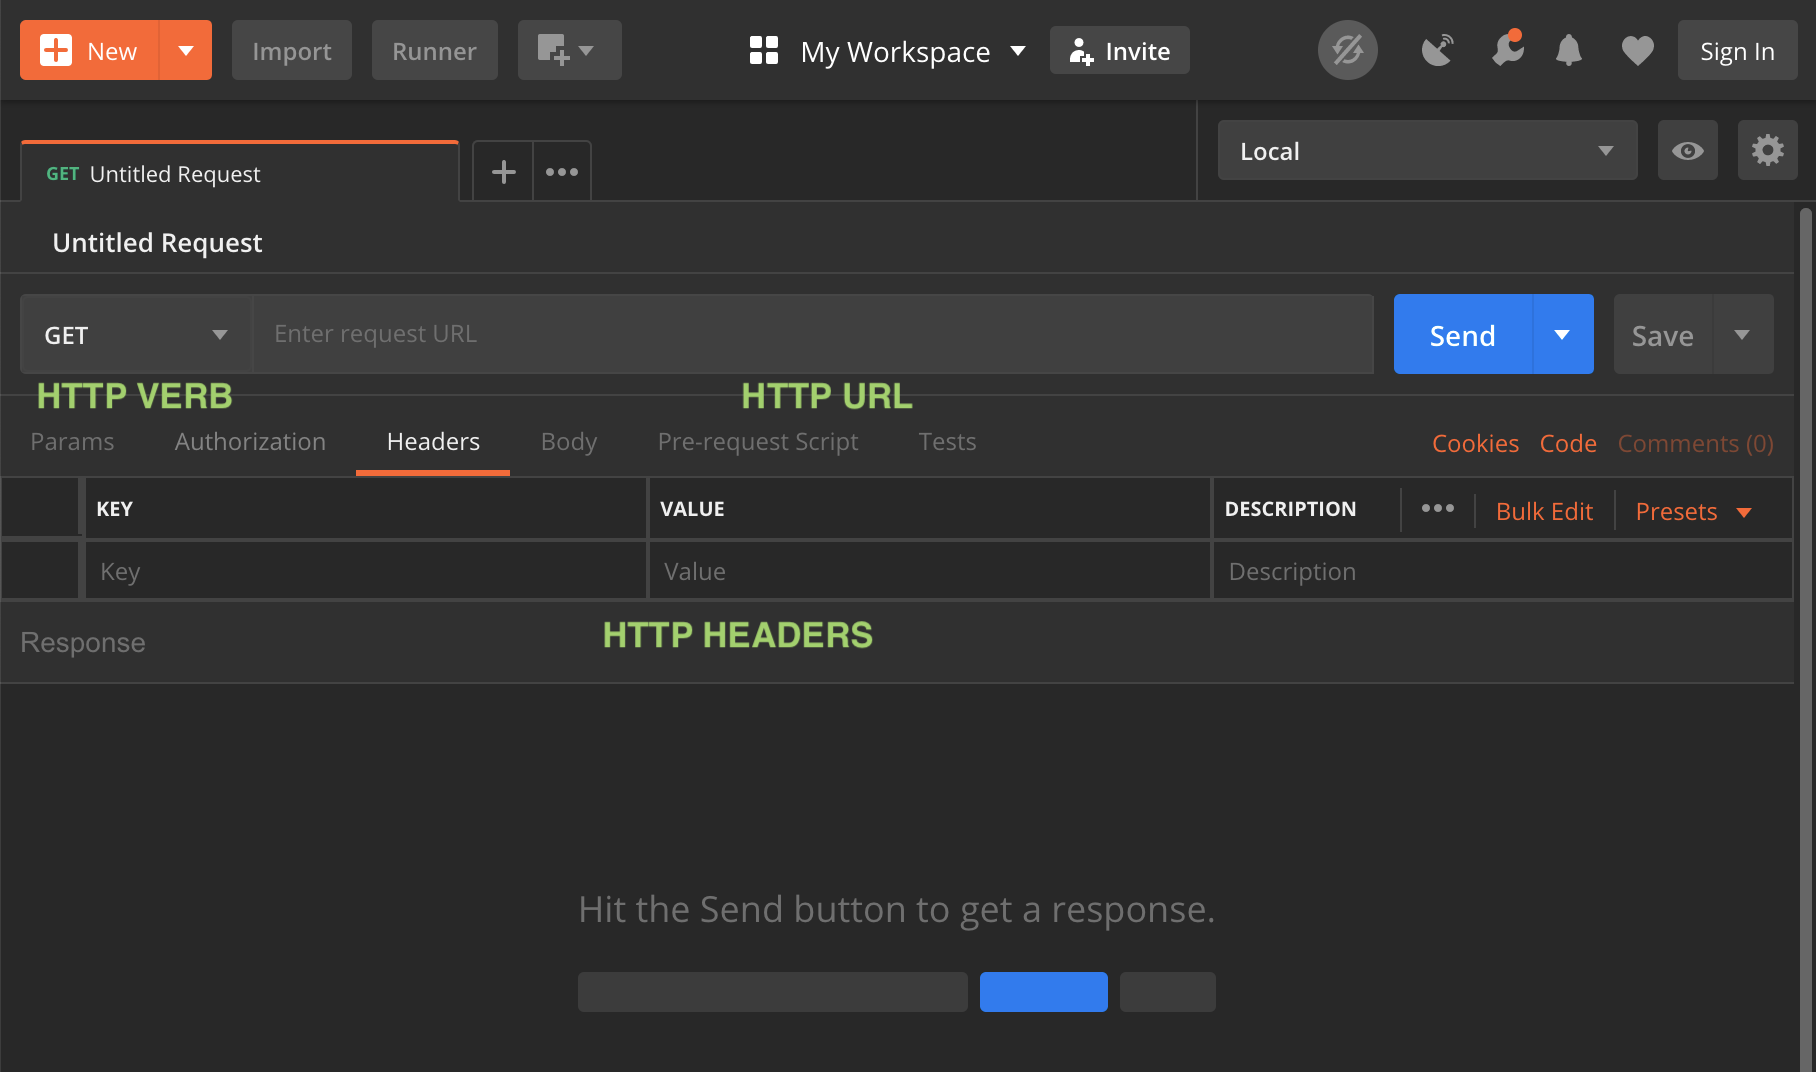 New Import Runner My Workspace Invite Sign In
GET Untitled Request Local
Untitled Request
GET Enter request URL Send Save
HTTP VERB HTTP URL
Params Authorization Headers Body Pre-request Script Tests Cookies Code Comments (0)
KEY VALUE DESCRIPTION Bulk Edit Presets
Key Value Description
Response HTTP HEADERS
Hit the Send button to get a response.